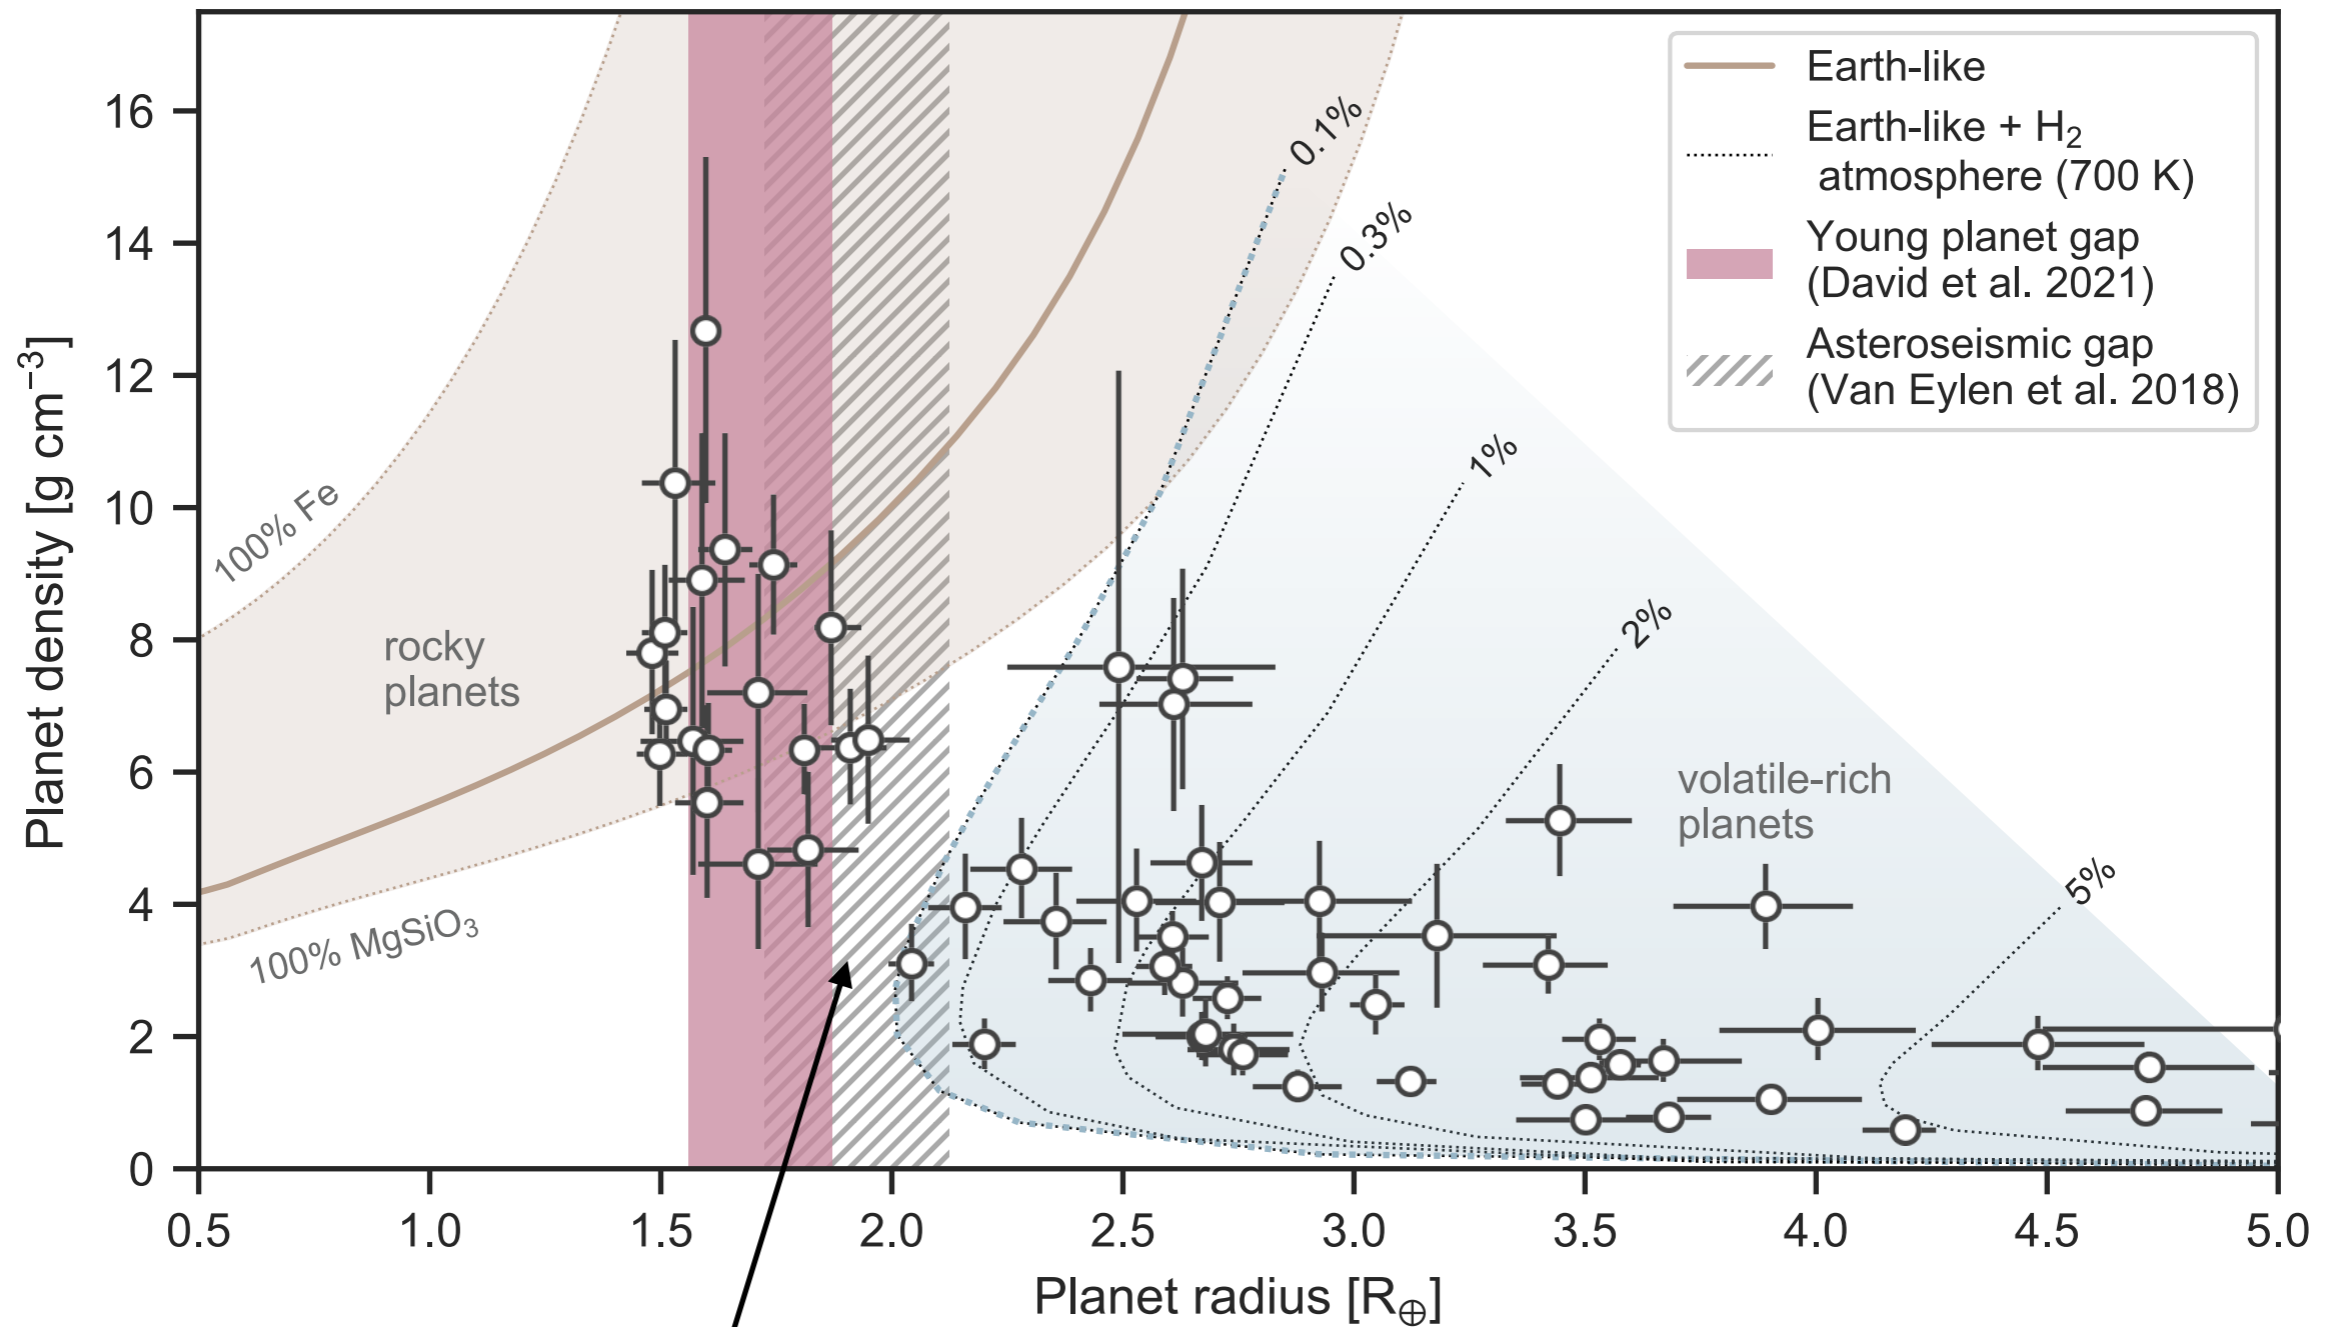 Earth-like
Earth-like + H₂
atmosphere (700 K)
Young planet gap
(David et al. 2021)
Asteroseismic gap
(Van Eylen et al. 2018)
0.1%
0.3%
1%
2%
5%
100% Fe
rocky
planets
100% MgSiO₃
volatile-rich
planets
Planet density [g cm⁻³]
16
14
12
10
8
6
4
2
0
0.5 1.0 1.5 2.0 2.5 3.0 3.5 4.0 4.5 5.0
Planet radius [R⊕]